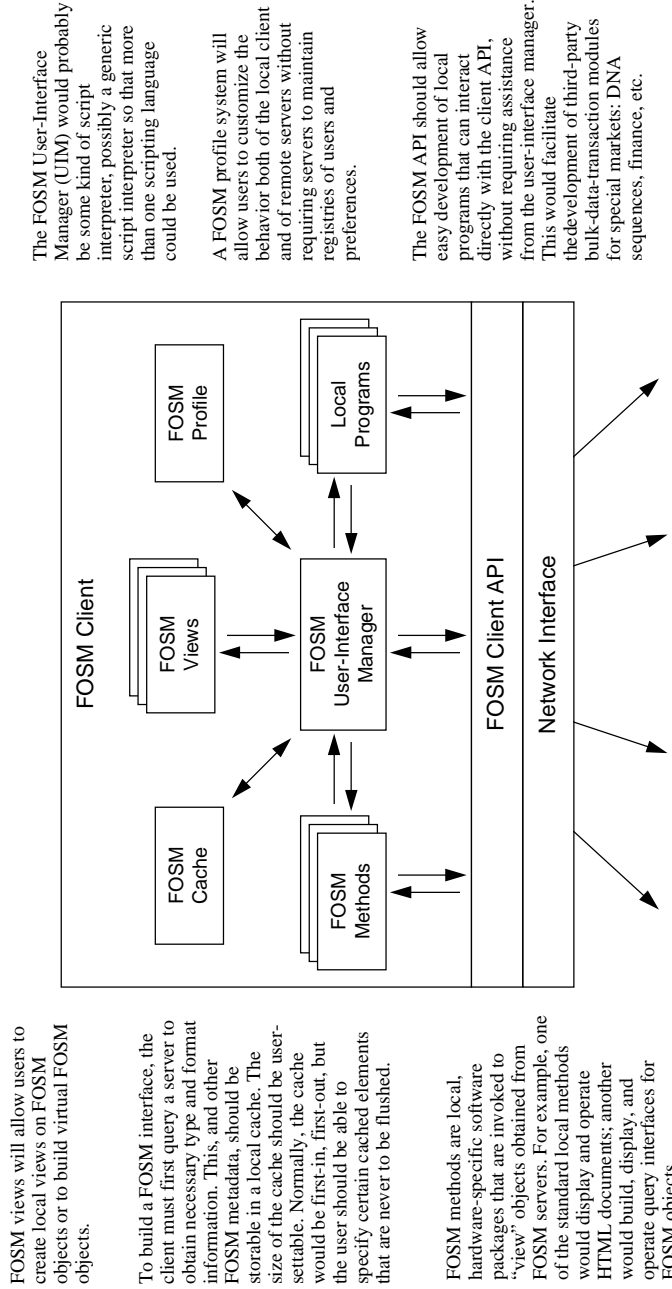 FOSM views will allow users to
create local views on FOSM
objects or to build virtual FOSM
objects.
To build a FOSM interface, the
client must first query a server to
obtain necessary type and format
information. This, and other
FOSM metadata, should be
storable in a local cache. The
size of the cache should be user-
settable. Normally, the cache
would be first-in, first-out, but
the user should be able to
specify certain cached elements
that are never to be flushed.
FOSM methods are local,
hardware-specific software
packages that are invoked to
“view” objects obtained from
FOSM servers. For example, one
of the standard local methods
would display and operate
HTML documents; another
would build, display, and
operate query interfaces for
FOSM objects.
FOSM Client
FOSM
Cache
FOSM
Views
FOSM
Profile
FOSM
Methods
FOSM
User-Interface
Manager
Local
Programs
FOSM Client API
Network Interface
The FOSM User-Interface
Manager (UIM) would probably
be some kind of script
interpreter, possibly a generic
script interpreter so that more
than one scripting language
could be used.
A FOSM profile system will
allow users to customize the
behavior both of the local client
and of remote servers without
requiring servers to maintain
registries of users and
preferences.
The FOSM API should allow
easy development of local
programs that can interact
directly with the client API,
without requiring assistance
from the user-interface manager.
This would facilitate
thedevelopment of third-party
bulk-data-transaction modules
for special markets: DNA
sequences, finance, etc.